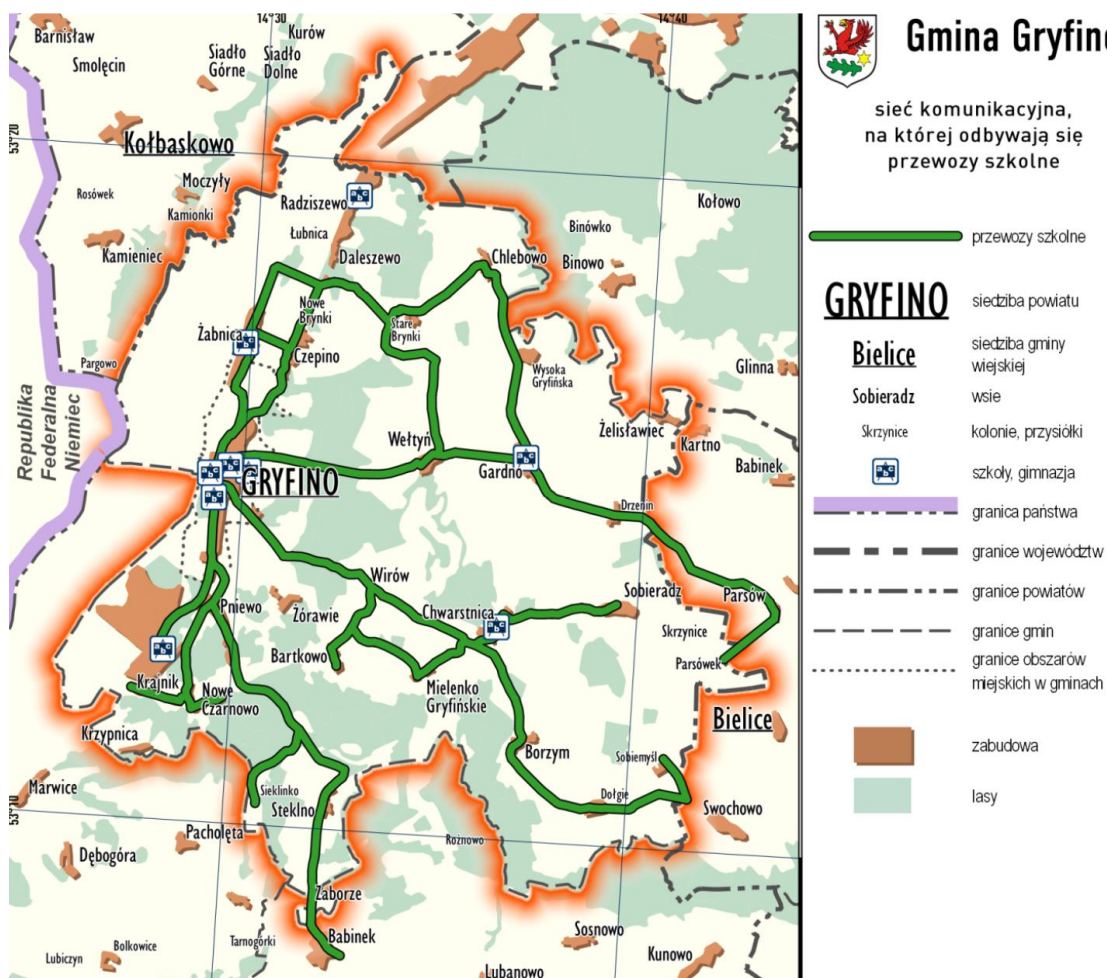 14°30
14°40
53°20
53°10
Barnisław
Smolęcin
Siadło
Górne
Kurów
Siadło
Dolne
Kołbaskowo
Moczyły
Rosówek
Kamionki
Kamieniec
Radziszewo
Łubnica
Daleszewo
Kołowo
Binówko
Binowo
Chlebowo
Nowe
Brynki
Stare
Brynki
Żabnica
Czepino
Pargowo
Wysoka
Gryfińska
Glinna
Republika
Federalna
Niemiec
Żelisławiec
Kartno
Babinek
Wełtyń
Gardno
GRYFINO
Drzenin
Wirów
Sobieradz
Parsów
Pniewo
Żórawie
Chwarstnica
Skrzynice
Bartkowo
Parsówek
Krajnik
Nowe
Czarnowo
Mielenko
Gryfińskie
Bielice
Krzypnica
Borzym
Sobiemyśl
Marwice
Sieklinko
Steklno
Dołgie
Swochowo
Pacholęta
Rożnowo
Dębogóra
Zaborze
Tarnogórki
Babinek
Sosnowo
Lubiczyn
Bolkowice
Lubanowo
Kunowo
Gmina Gryfino
sieć komunikacyjna,
na której odbywają się
przewozy szkolne
przewozy szkolne
GRYFINO siedziba powiatu
Bielice siedziba gminy
wiejskiej
Sobieradz wsie
Skrzynice kolonie, przysiółki
abc szkoły, gimnazja
granica państwa
granice województw
granice powiatów
granice gmin
granice obszarów
miejskich w gminach
zabudowa
lasy